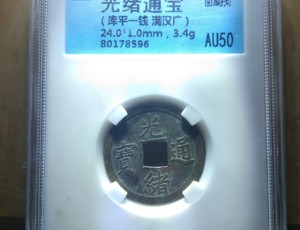 光绪通宝
（库平一钱 满汉广）
24.0*1.0mm，3.4g
80178596
AU50
光
通
寶
緒